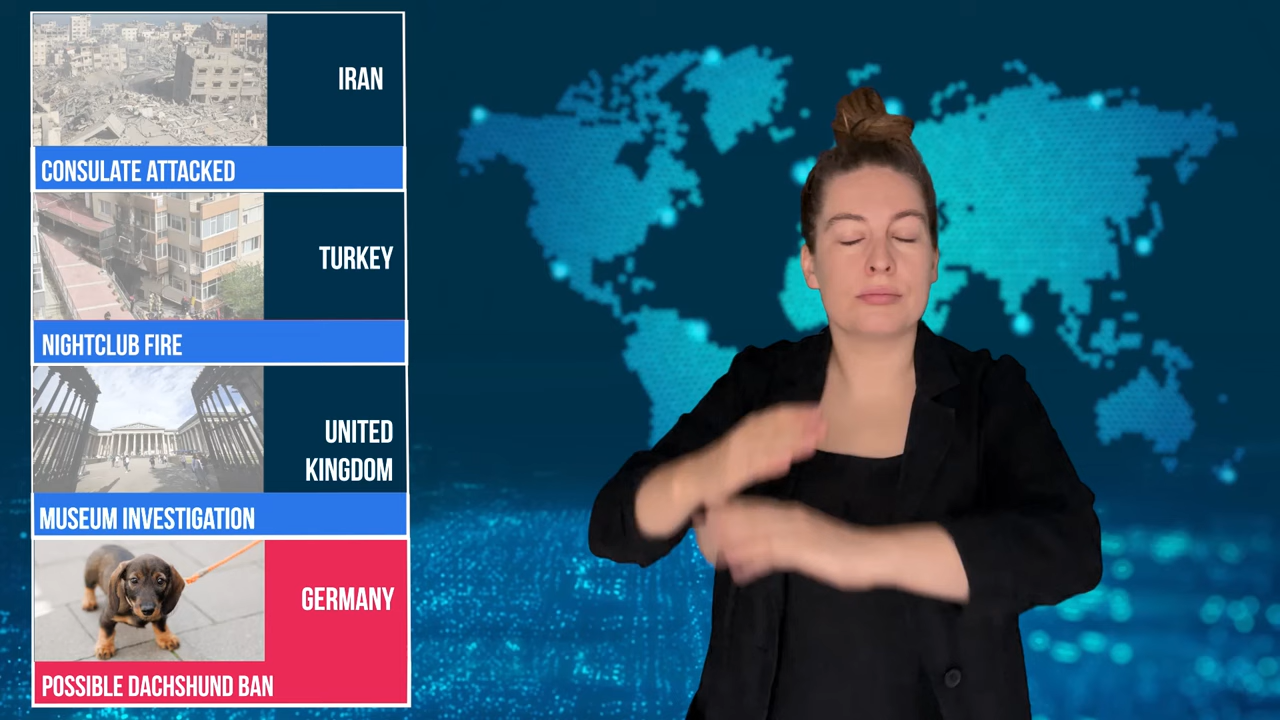 IRAN
CONSULATE ATTACKED
TURKEY
NIGHTCLUB FIRE
UNITED
KINGDOM
MUSEUM INVESTIGATION
GERMANY
POSSIBLE DACHSHUND BAN